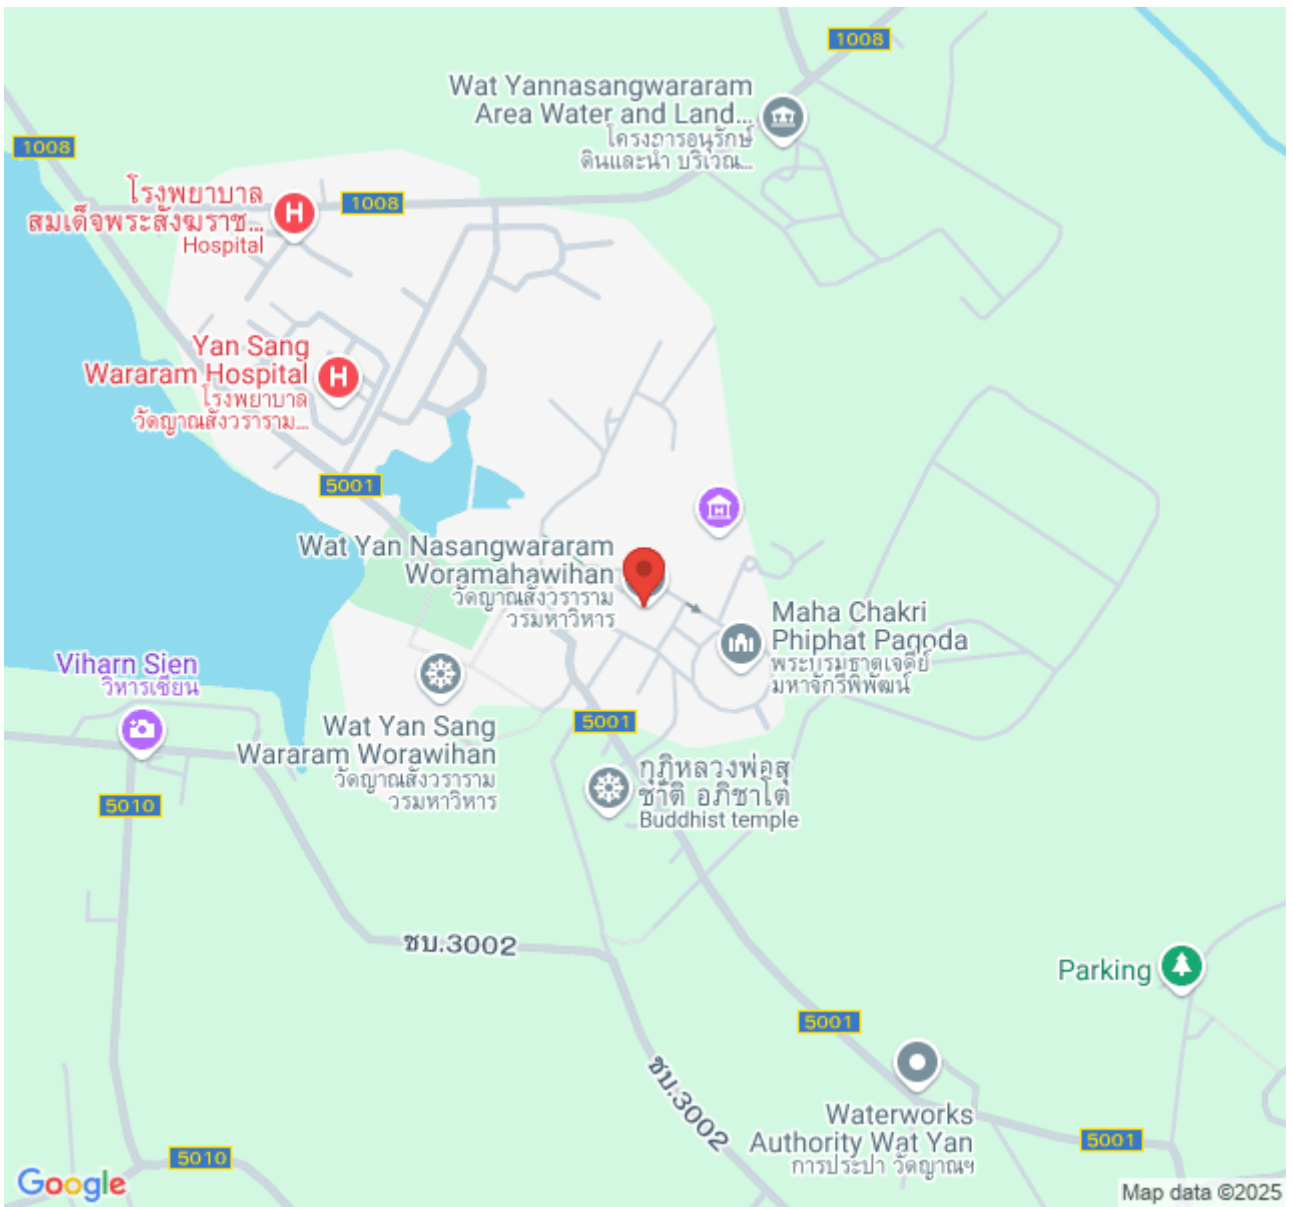 1008
Wat Yannasangwararam
Area Water and Land...
โครงการอนุรักษ์
ดินและน้ำ บริเวณ...
1008
โรงพยาบาล
สมเด็จพระสังฆราช...
Hospital
1008
Yan Sang
Wararam Hospital
โรงพยาบาล
วัดญาณสังวราราม...
5001
Wat Yan Nasangwararam
Woramahawihan
วัดญาณสังวราราม
วรมหาวิหาร
Maha Chakri
Phiphat Pagoda
พระบรมธาตุเจดีย์
มหาจักรีพิพัฒน์
Viharn Sien
วิหารเซียน
Wat Yan Sang
Wararam Worawihan
วัดญาณสังวราราม
วรมหาวิหาร
5001
กุฏิหลวงพ่อสุ
ชาติ อภิชาโต
Buddhist temple
5010
ชบ.3002
Parking
5001
ชบ.3002
Waterworks
Authority Wat Yan
การประปา วัดญาณฯ
5001
5010
Google
Map data ©2025